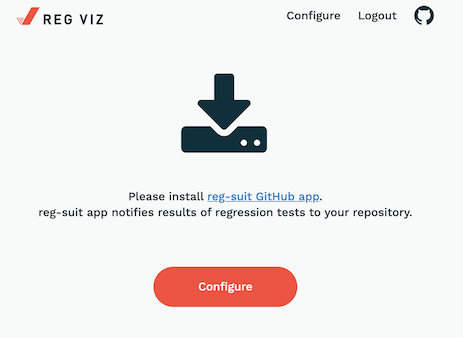 REG VIZ
Configure Logout
Please install reg-suit GitHub app.
reg-suit app notifies results of regression tests to your repository.
Configure